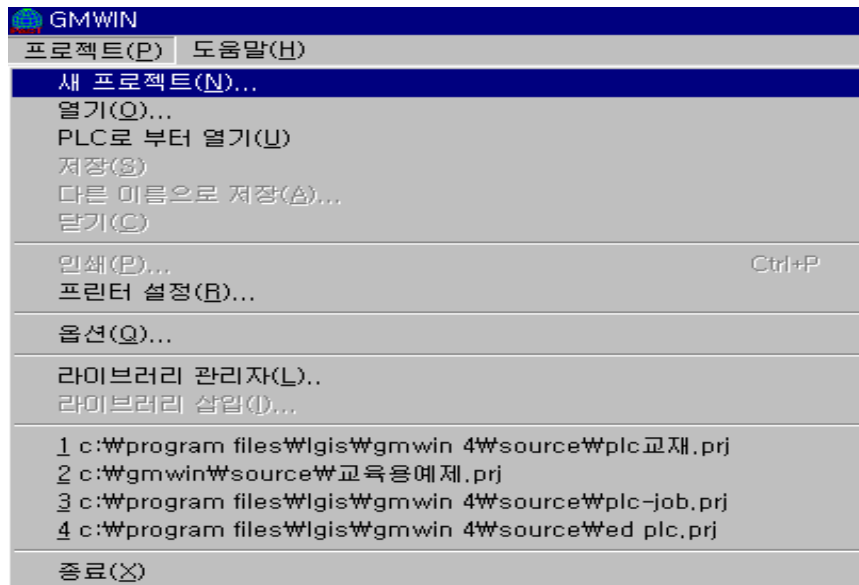 GMWIN
프로젝트(P) 도움말(H)
새 프로젝트(N)...
열기(O)...
PLC로 부터 열기(U)
저장(S)
다른 이름으로 저장(A)...
닫기(C)
인쇄(P)... Ctrl+P
프린터 설정(R)...
옵션(Q)...
라이브러리 관리자(L)..
라이브러리 삽입(I)...
1 c:₩program files₩lgis₩gmwin 4₩source₩plc교재.prj
2 c:₩gmwin₩source₩교육용예제.prj
3 c:₩program files₩lgis₩gmwin 4₩source₩plc-job.prj
4 c:₩program files₩lgis₩gmwin 4₩source₩ed plc.prj
종료(X)